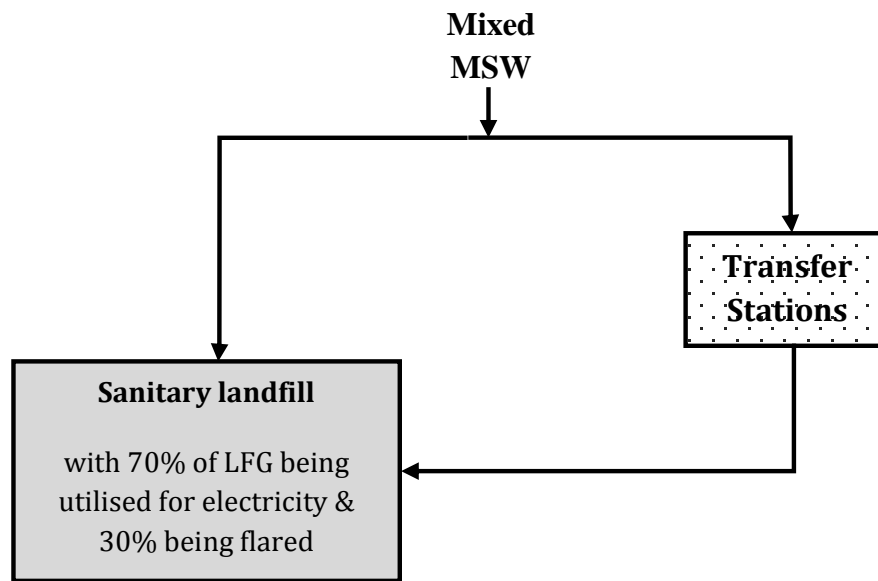 Mixed
MSW
Transfer
Stations
Sanitary landfill
with 70% of LFG being
utilised for electricity &
30% being flared